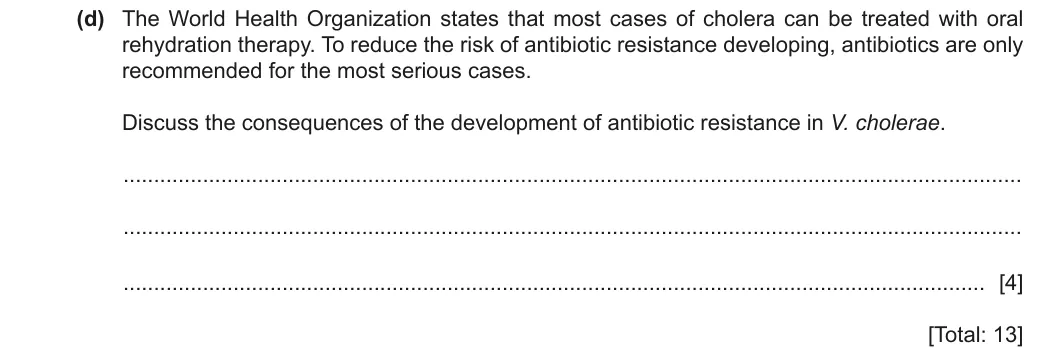 (d) The World Health Organization states that most cases of cholera can be treated with oral
rehydration therapy. To reduce the risk of antibiotic resistance developing, antibiotics are only
recommended for the most serious cases.
Discuss the consequences of the development of antibiotic resistance in V. cholerae.
..........................................................................................................................................................
..........................................................................................................................................................
.................................................................................................................................................... [4]
[Total: 13]